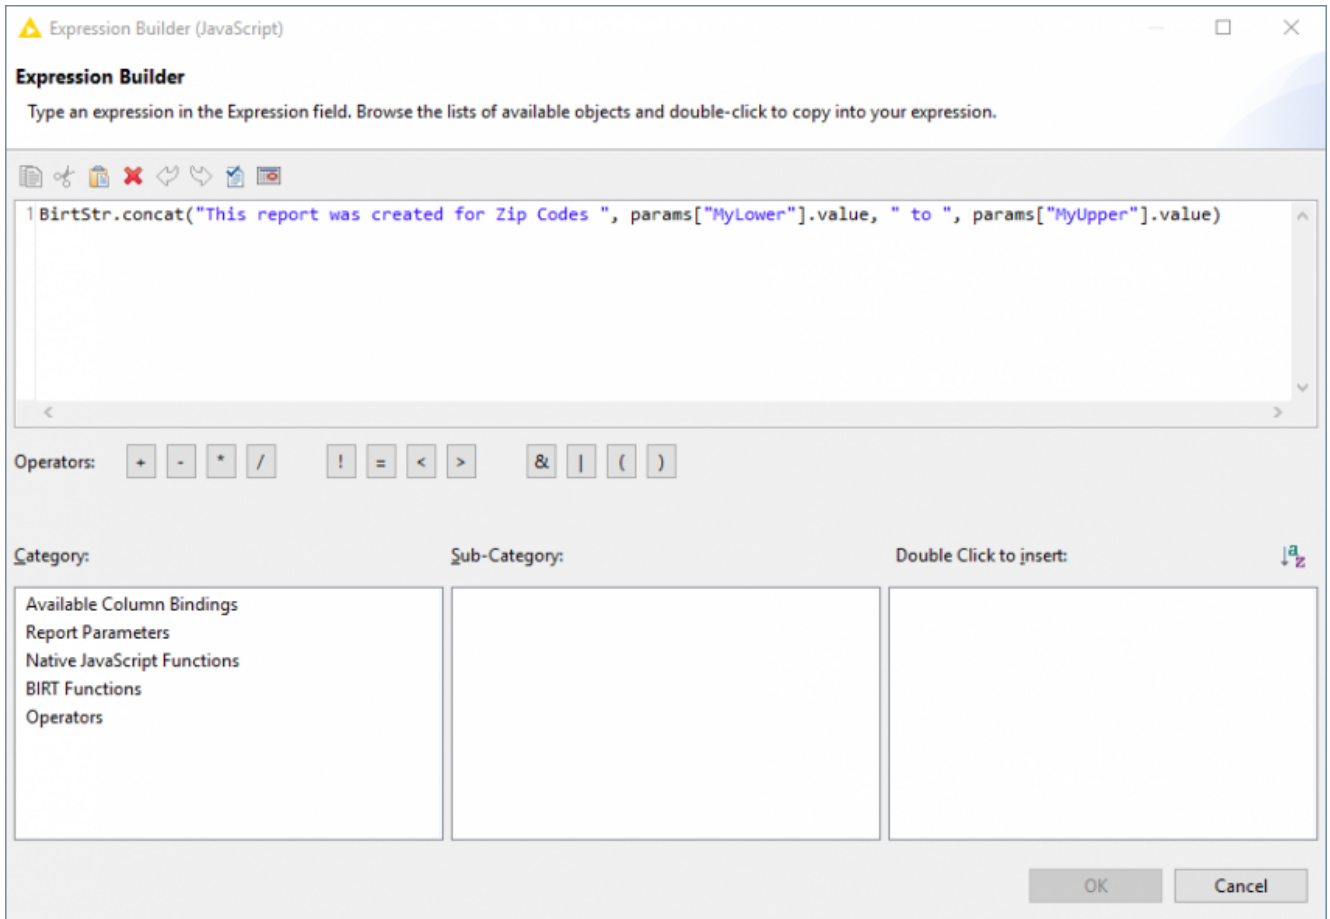 Expression Builder (JavaScript)
Expression Builder
Type an expression in the Expression field. Browse the lists of available objects and double-click to copy into your expression.
1 BirtStr.concat("This report was created for Zip Codes ", params["MyLower"].value, " to ", params["MyUpper"].value)
Operators: + - * / ! = < > & | ( )
Category: Sub-Category: Double Click to insert: a z
Available Column Bindings
Report Parameters
Native JavaScript Functions
BIRT Functions
Operators
OK Cancel